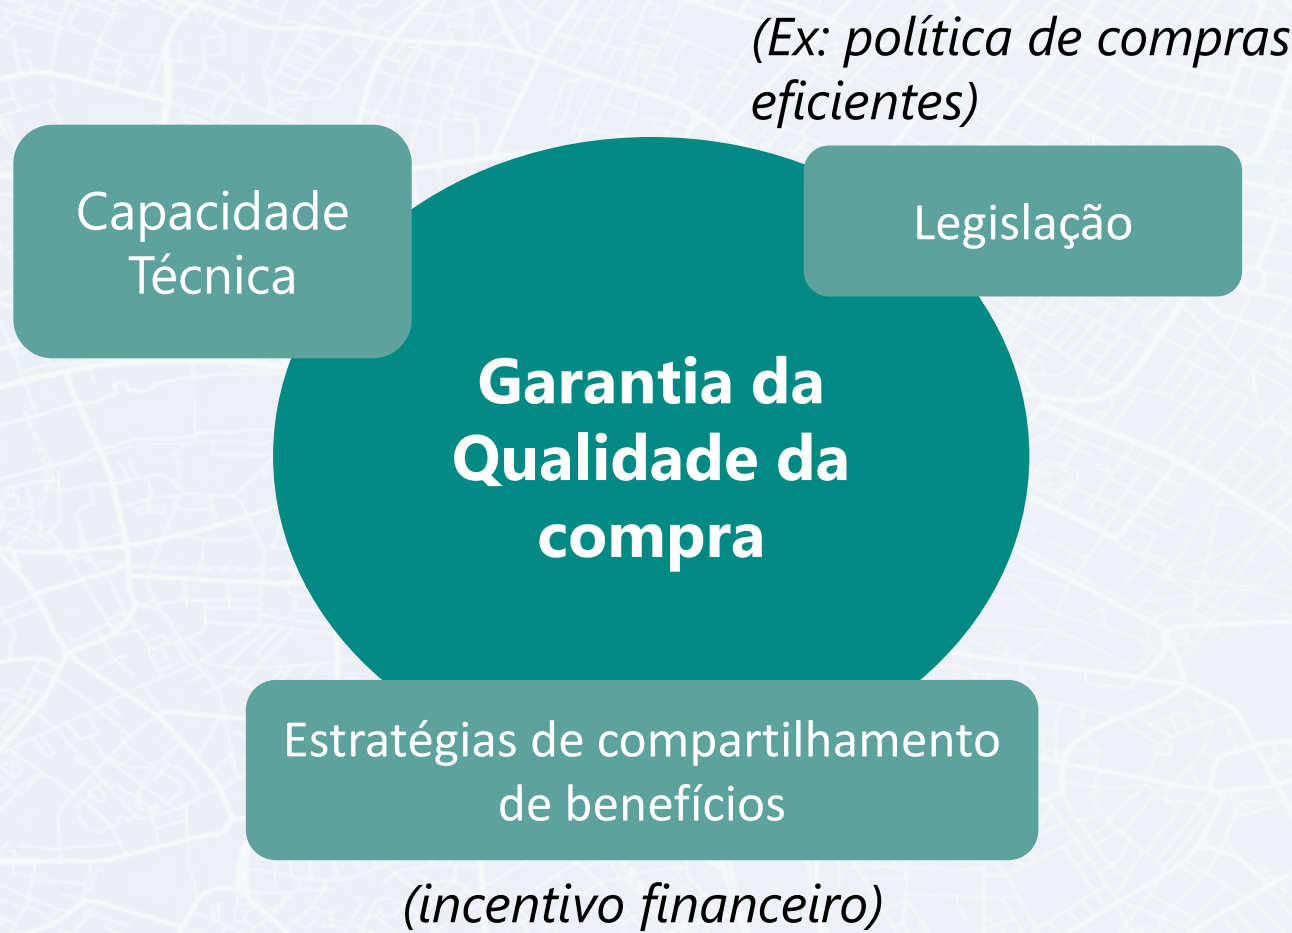 (Ex: política de compras
eficientes)
Capacidade
Técnica
Legislação
Garantia da
Qualidade da
compra
Estratégias de compartilhamento
de benefícios
(incentivo financeiro)